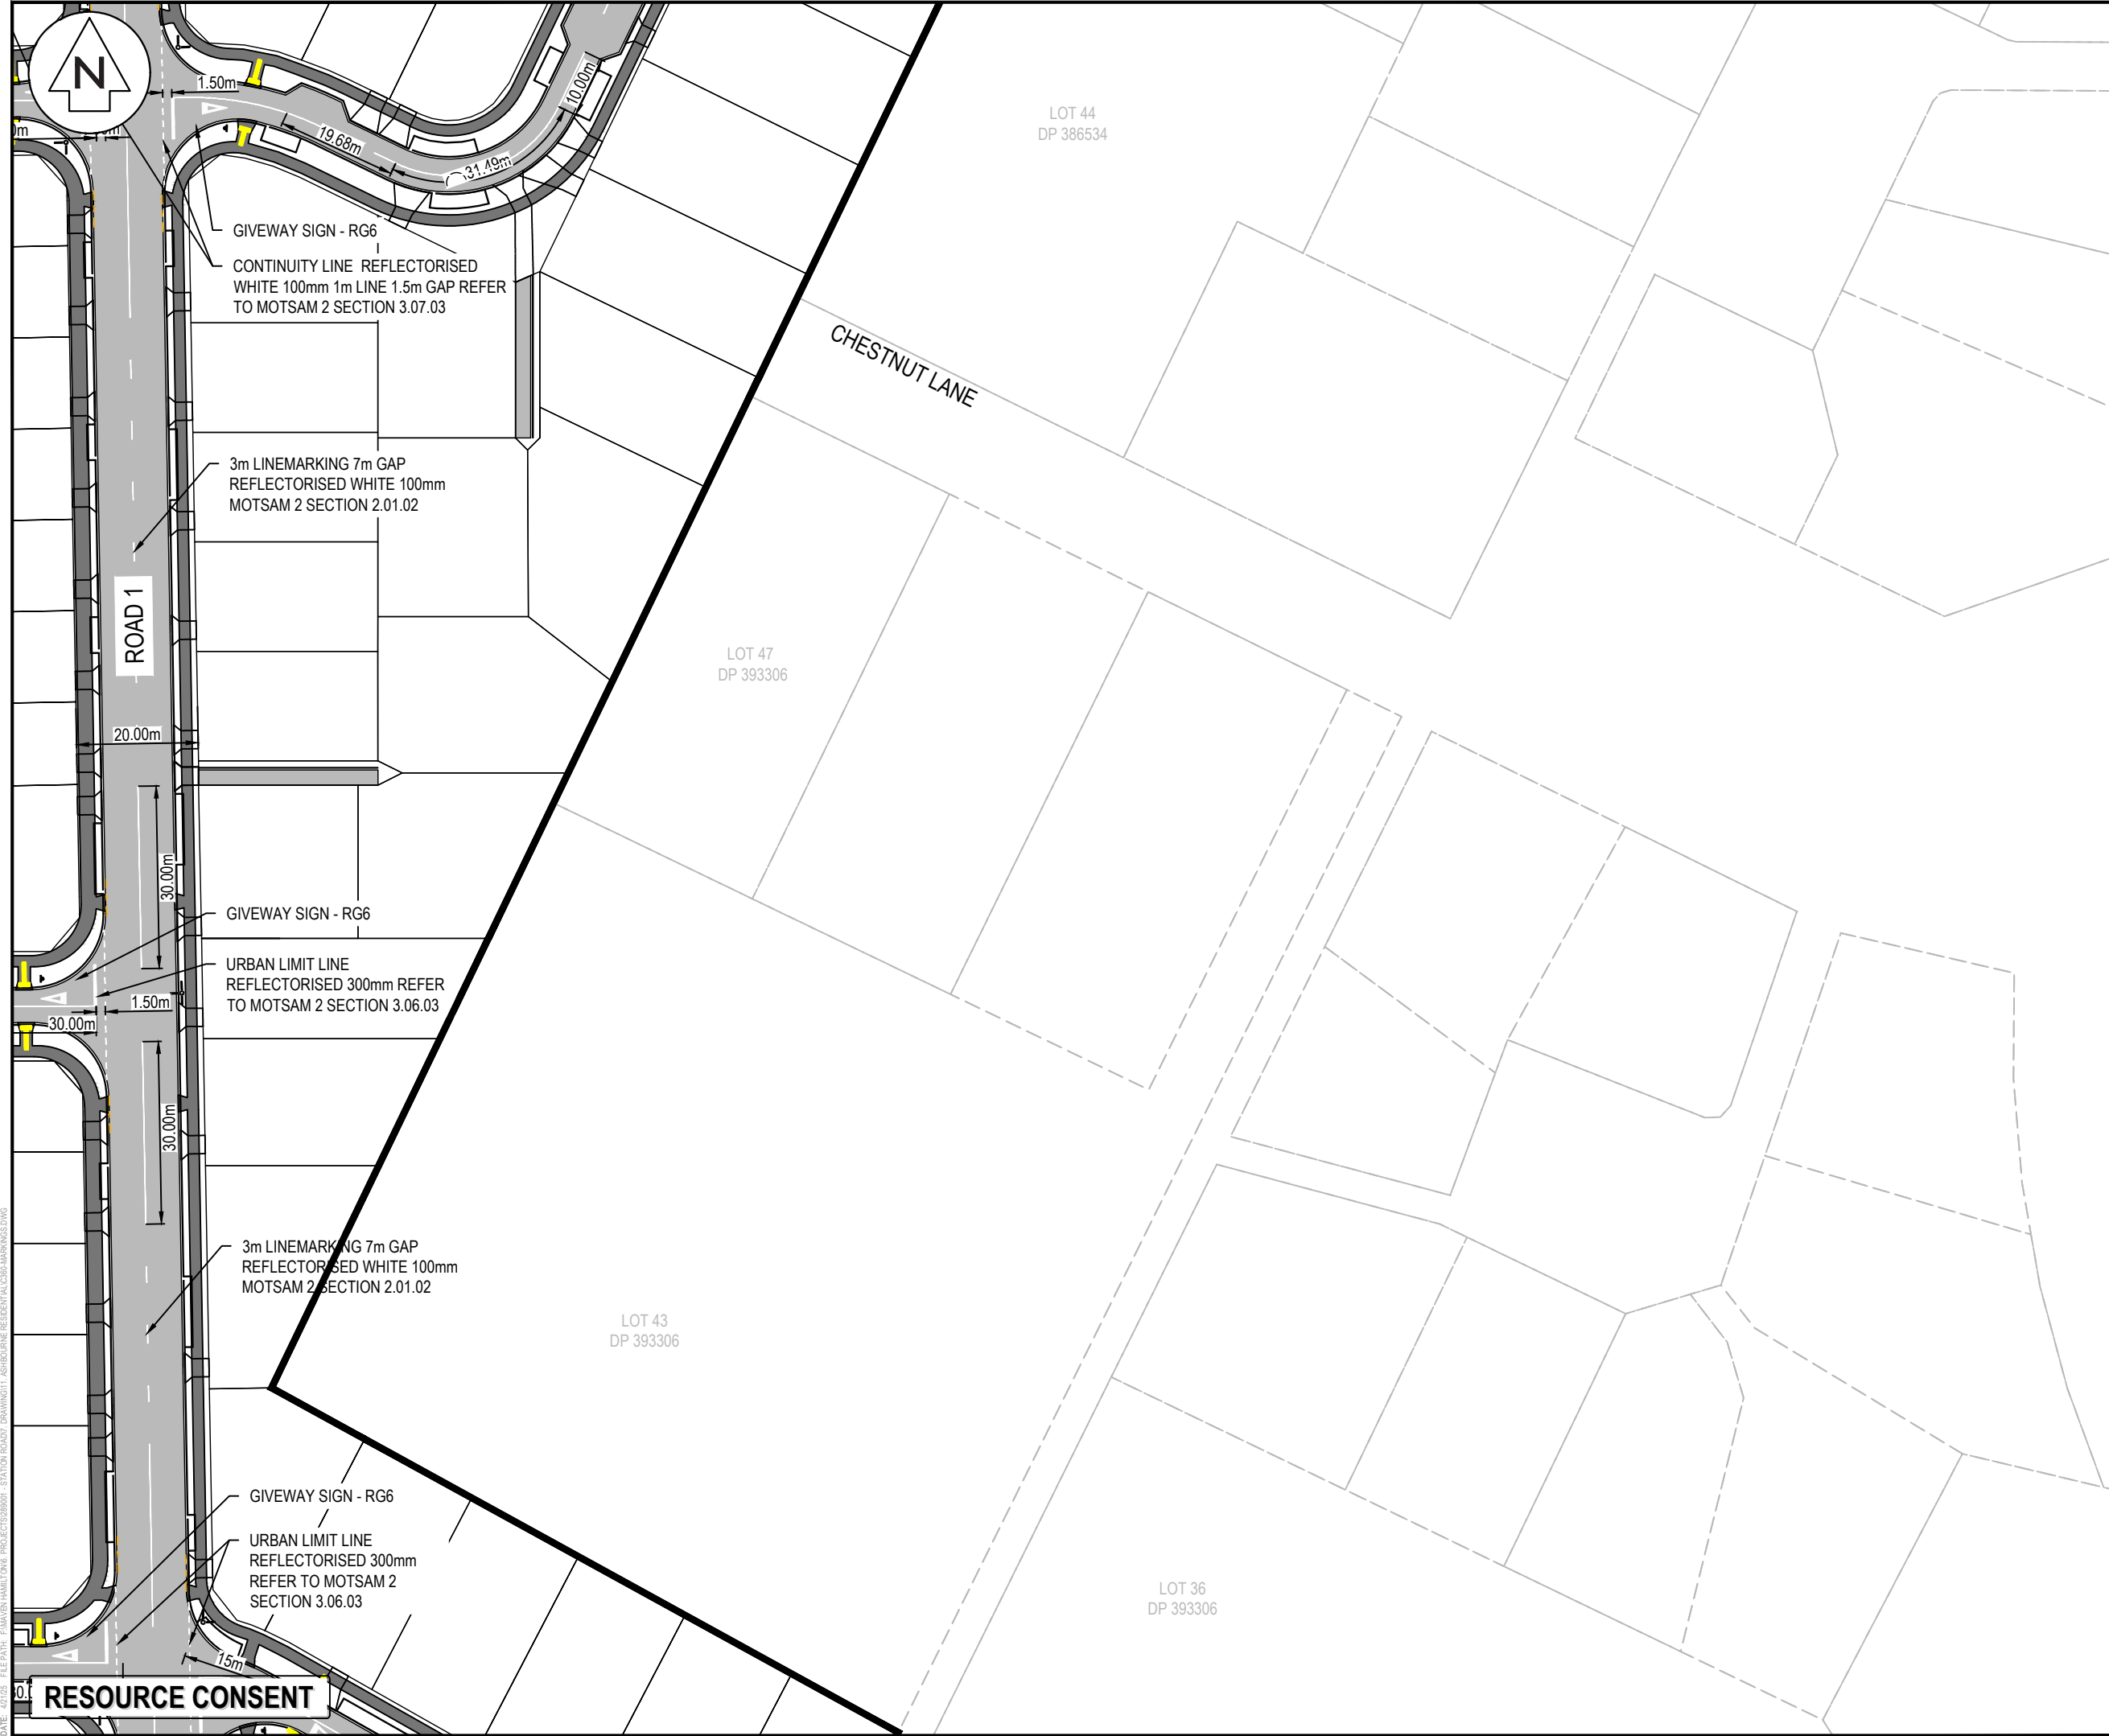 N
1.50m
19.68m
31.49m
10.00m
GIVEWAY SIGN - RG6
CONTINUITY LINE REFLECTORISED
WHITE 100mm 1m LINE 1.5m GAP REFER
TO MOTSAM 2 SECTION 3.07.03
LOT 44
DP 386534
CHESTNUT LANE
3m LINEMARKING 7m GAP
REFLECTORISED WHITE 100mm
MOTSAM 2 SECTION 2.01.02
ROAD 1
LOT 47
DP 393306
20.00m
30.00m
GIVEWAY SIGN - RG6
URBAN LIMIT LINE
REFLECTORISED 300mm REFER
TO MOTSAM 2 SECTION 3.06.03
1.50m
30.00m
30.00m
3m LINEMARKING 7m GAP
REFLECTORISED WHITE 100mm
MOTSAM 2 SECTION 2.01.02
LOT 43
DP 393306
GIVEWAY SIGN - RG6
URBAN LIMIT LINE
REFLECTORISED 300mm
REFER TO MOTSAM 2
SECTION 3.06.03
LOT 36
DP 393306
15m
RESOURCE CONSENT